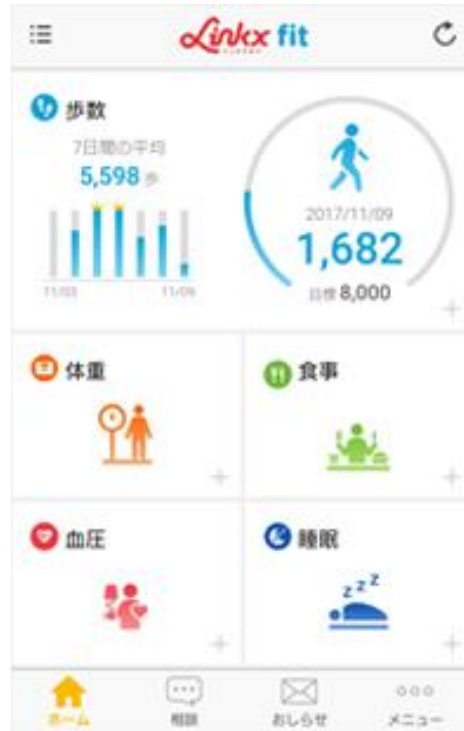 Linkx fit
歩数
7日間の平均
5,598 歩
11/03
11/09
2017/11/09
1,682
目標 8,000
体重
食事
血圧
睡眠
zzz
ホーム
相談
おしらせ
メニュー